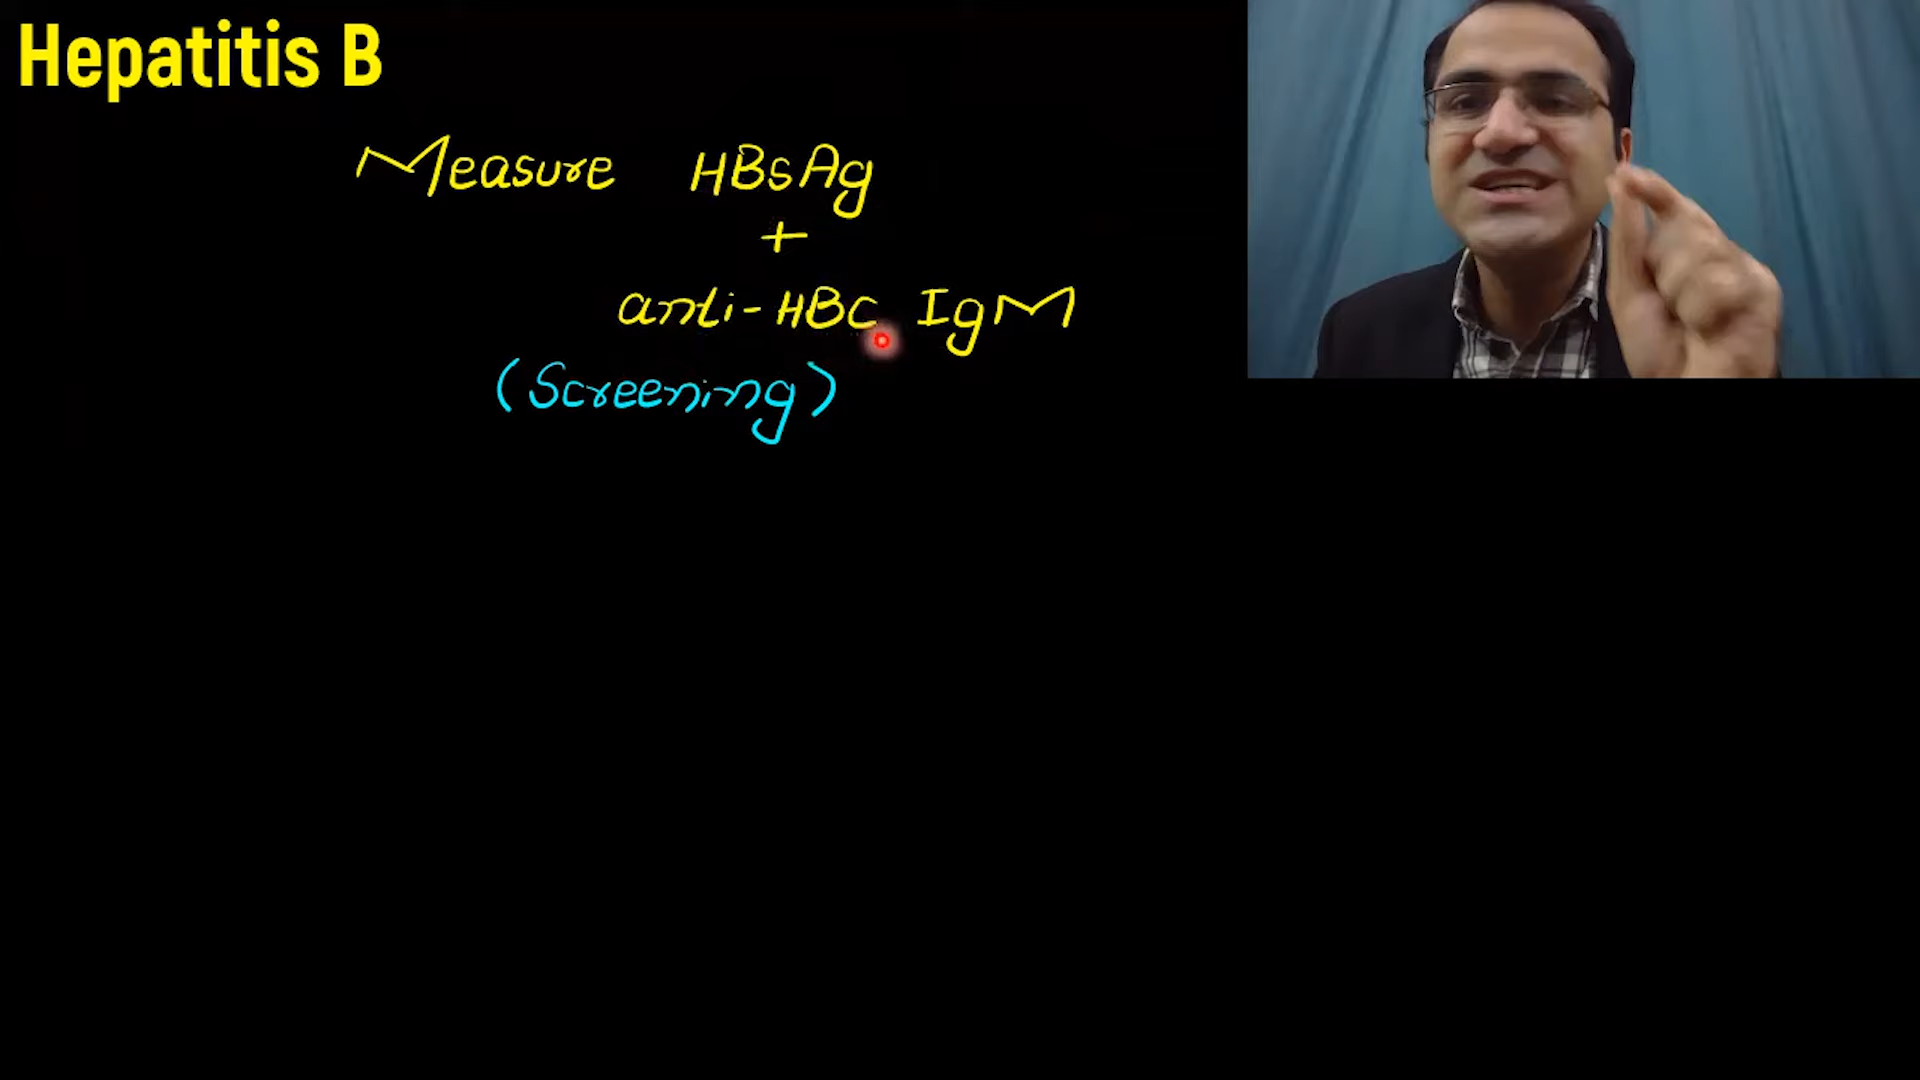 Hepatitis B
Measure HBsAg
+
anti-HBc IgM
(Screening)